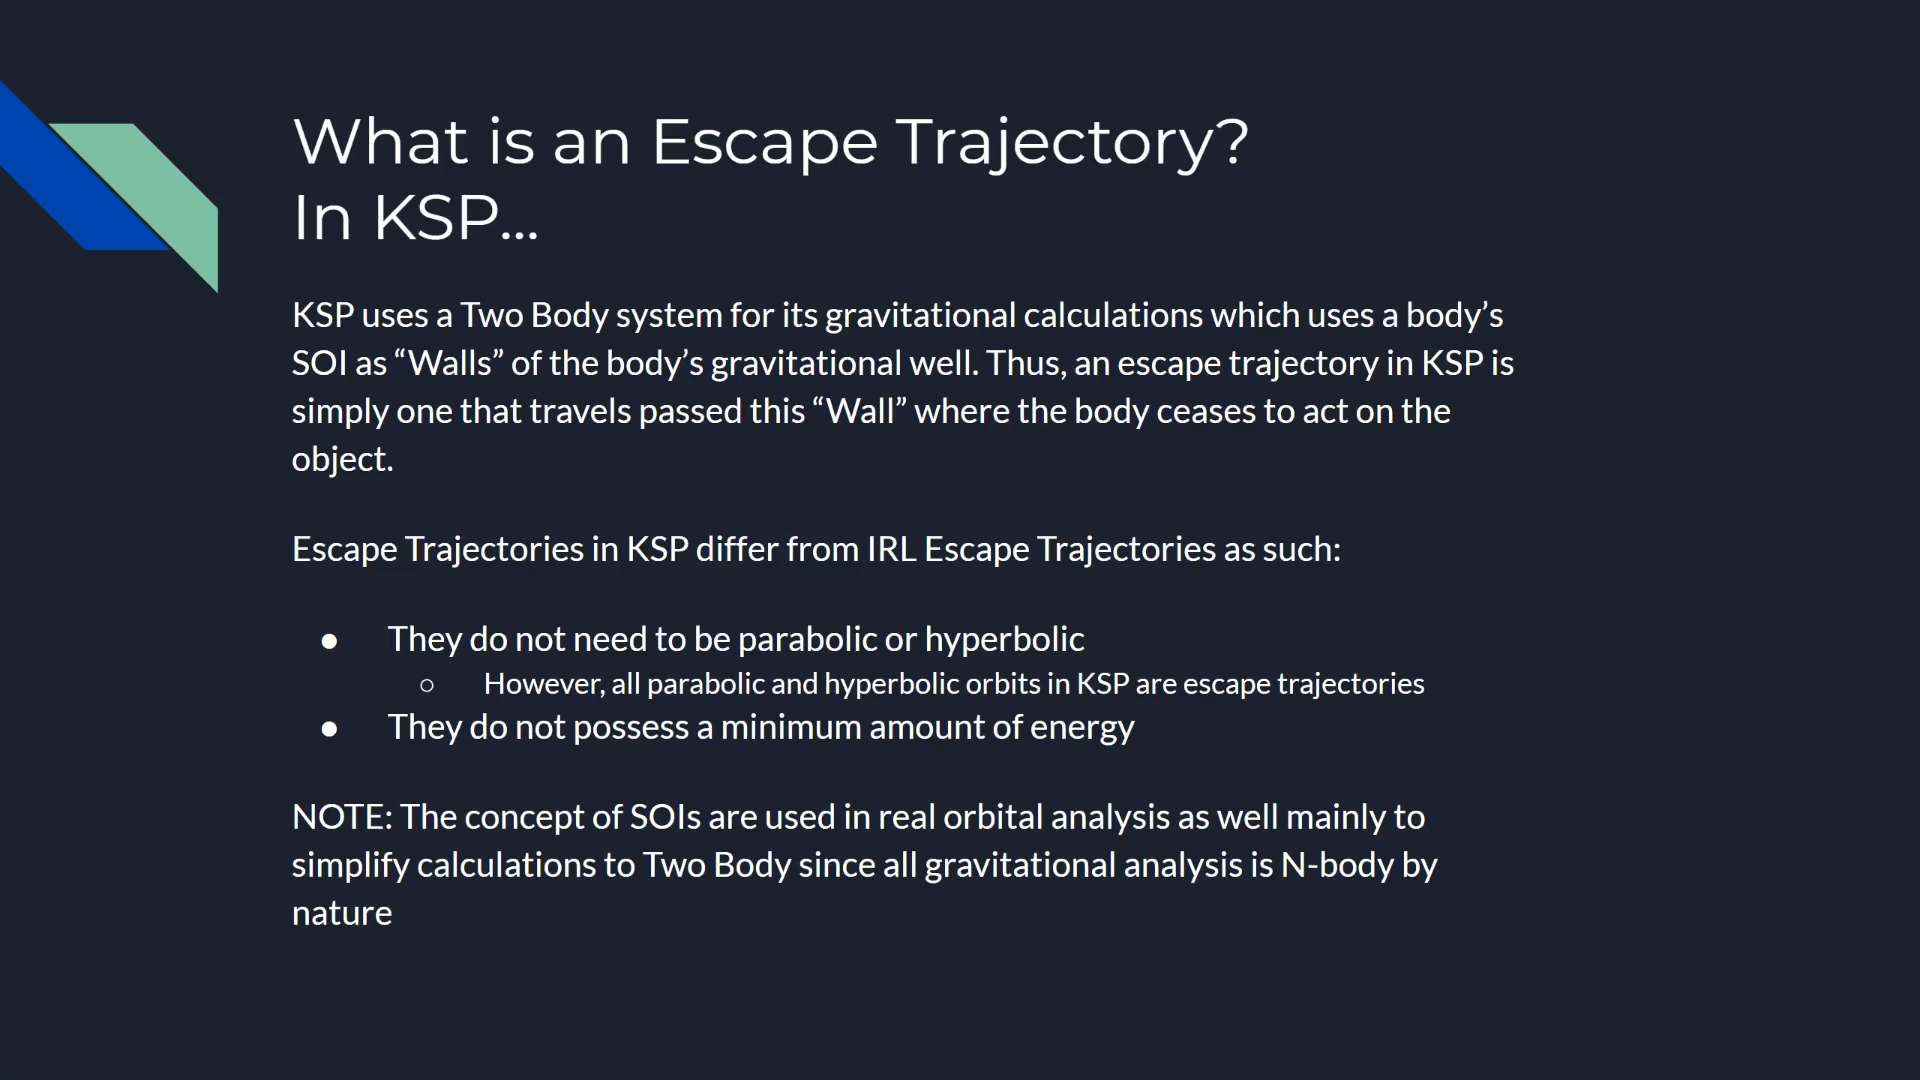 What is an Escape Trajectory?
In KSP...
KSP uses a Two Body system for its gravitational calculations which uses a body’s
SOI as “Walls” of the body’s gravitational well. Thus, an escape trajectory in KSP is
simply one that travels passed this “Wall” where the body ceases to act on the
object.
Escape Trajectories in KSP differ from IRL Escape Trajectories as such:
● They do not need to be parabolic or hyperbolic
○ However, all parabolic and hyperbolic orbits in KSP are escape trajectories
● They do not possess a minimum amount of energy
NOTE: The concept of SOIs are used in real orbital analysis as well mainly to
simplify calculations to Two Body since all gravitational analysis is N-body by
nature